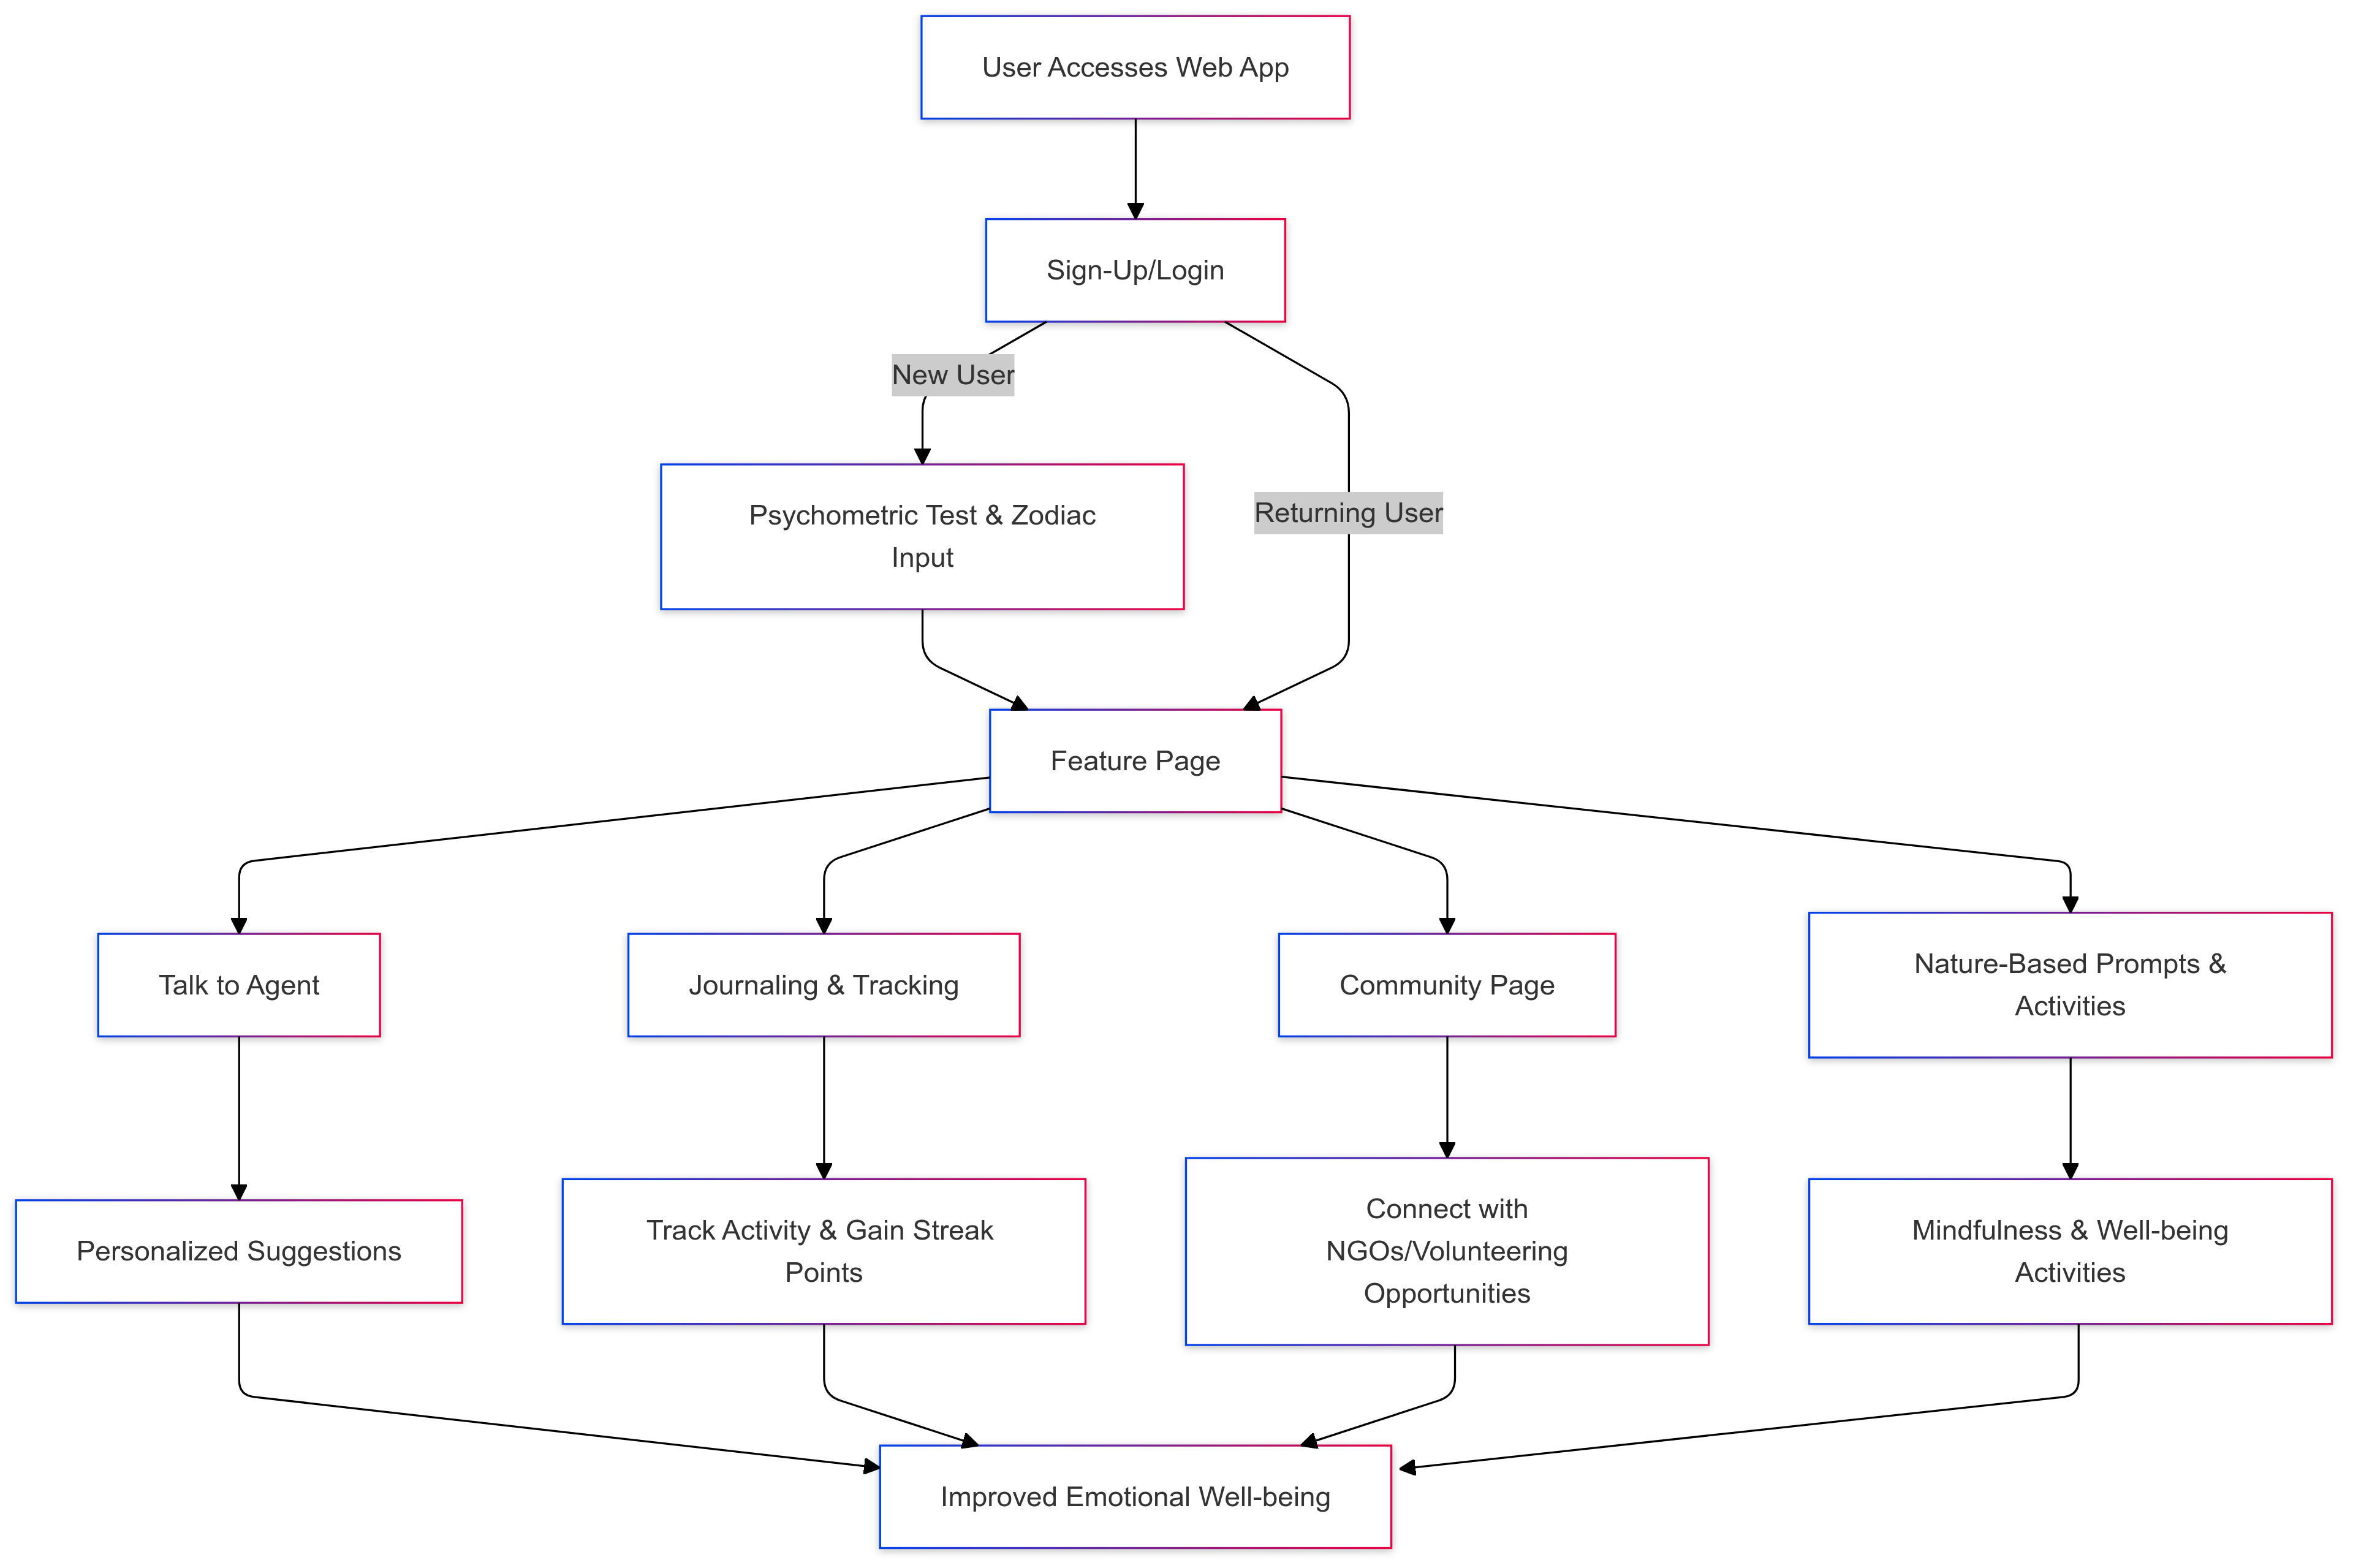 User Accesses Web App
Sign-Up/Login
New User
Returning User
Psychometric Test & Zodiac
Input
Feature Page
Talk to Agent
Journaling & Tracking
Community Page
Nature-Based Prompts &
Activities
Personalized Suggestions
Track Activity & Gain Streak
Points
Connect with
NGOs/Volunteering
Opportunities
Mindfulness & Well-being
Activities
Improved Emotional Well-being